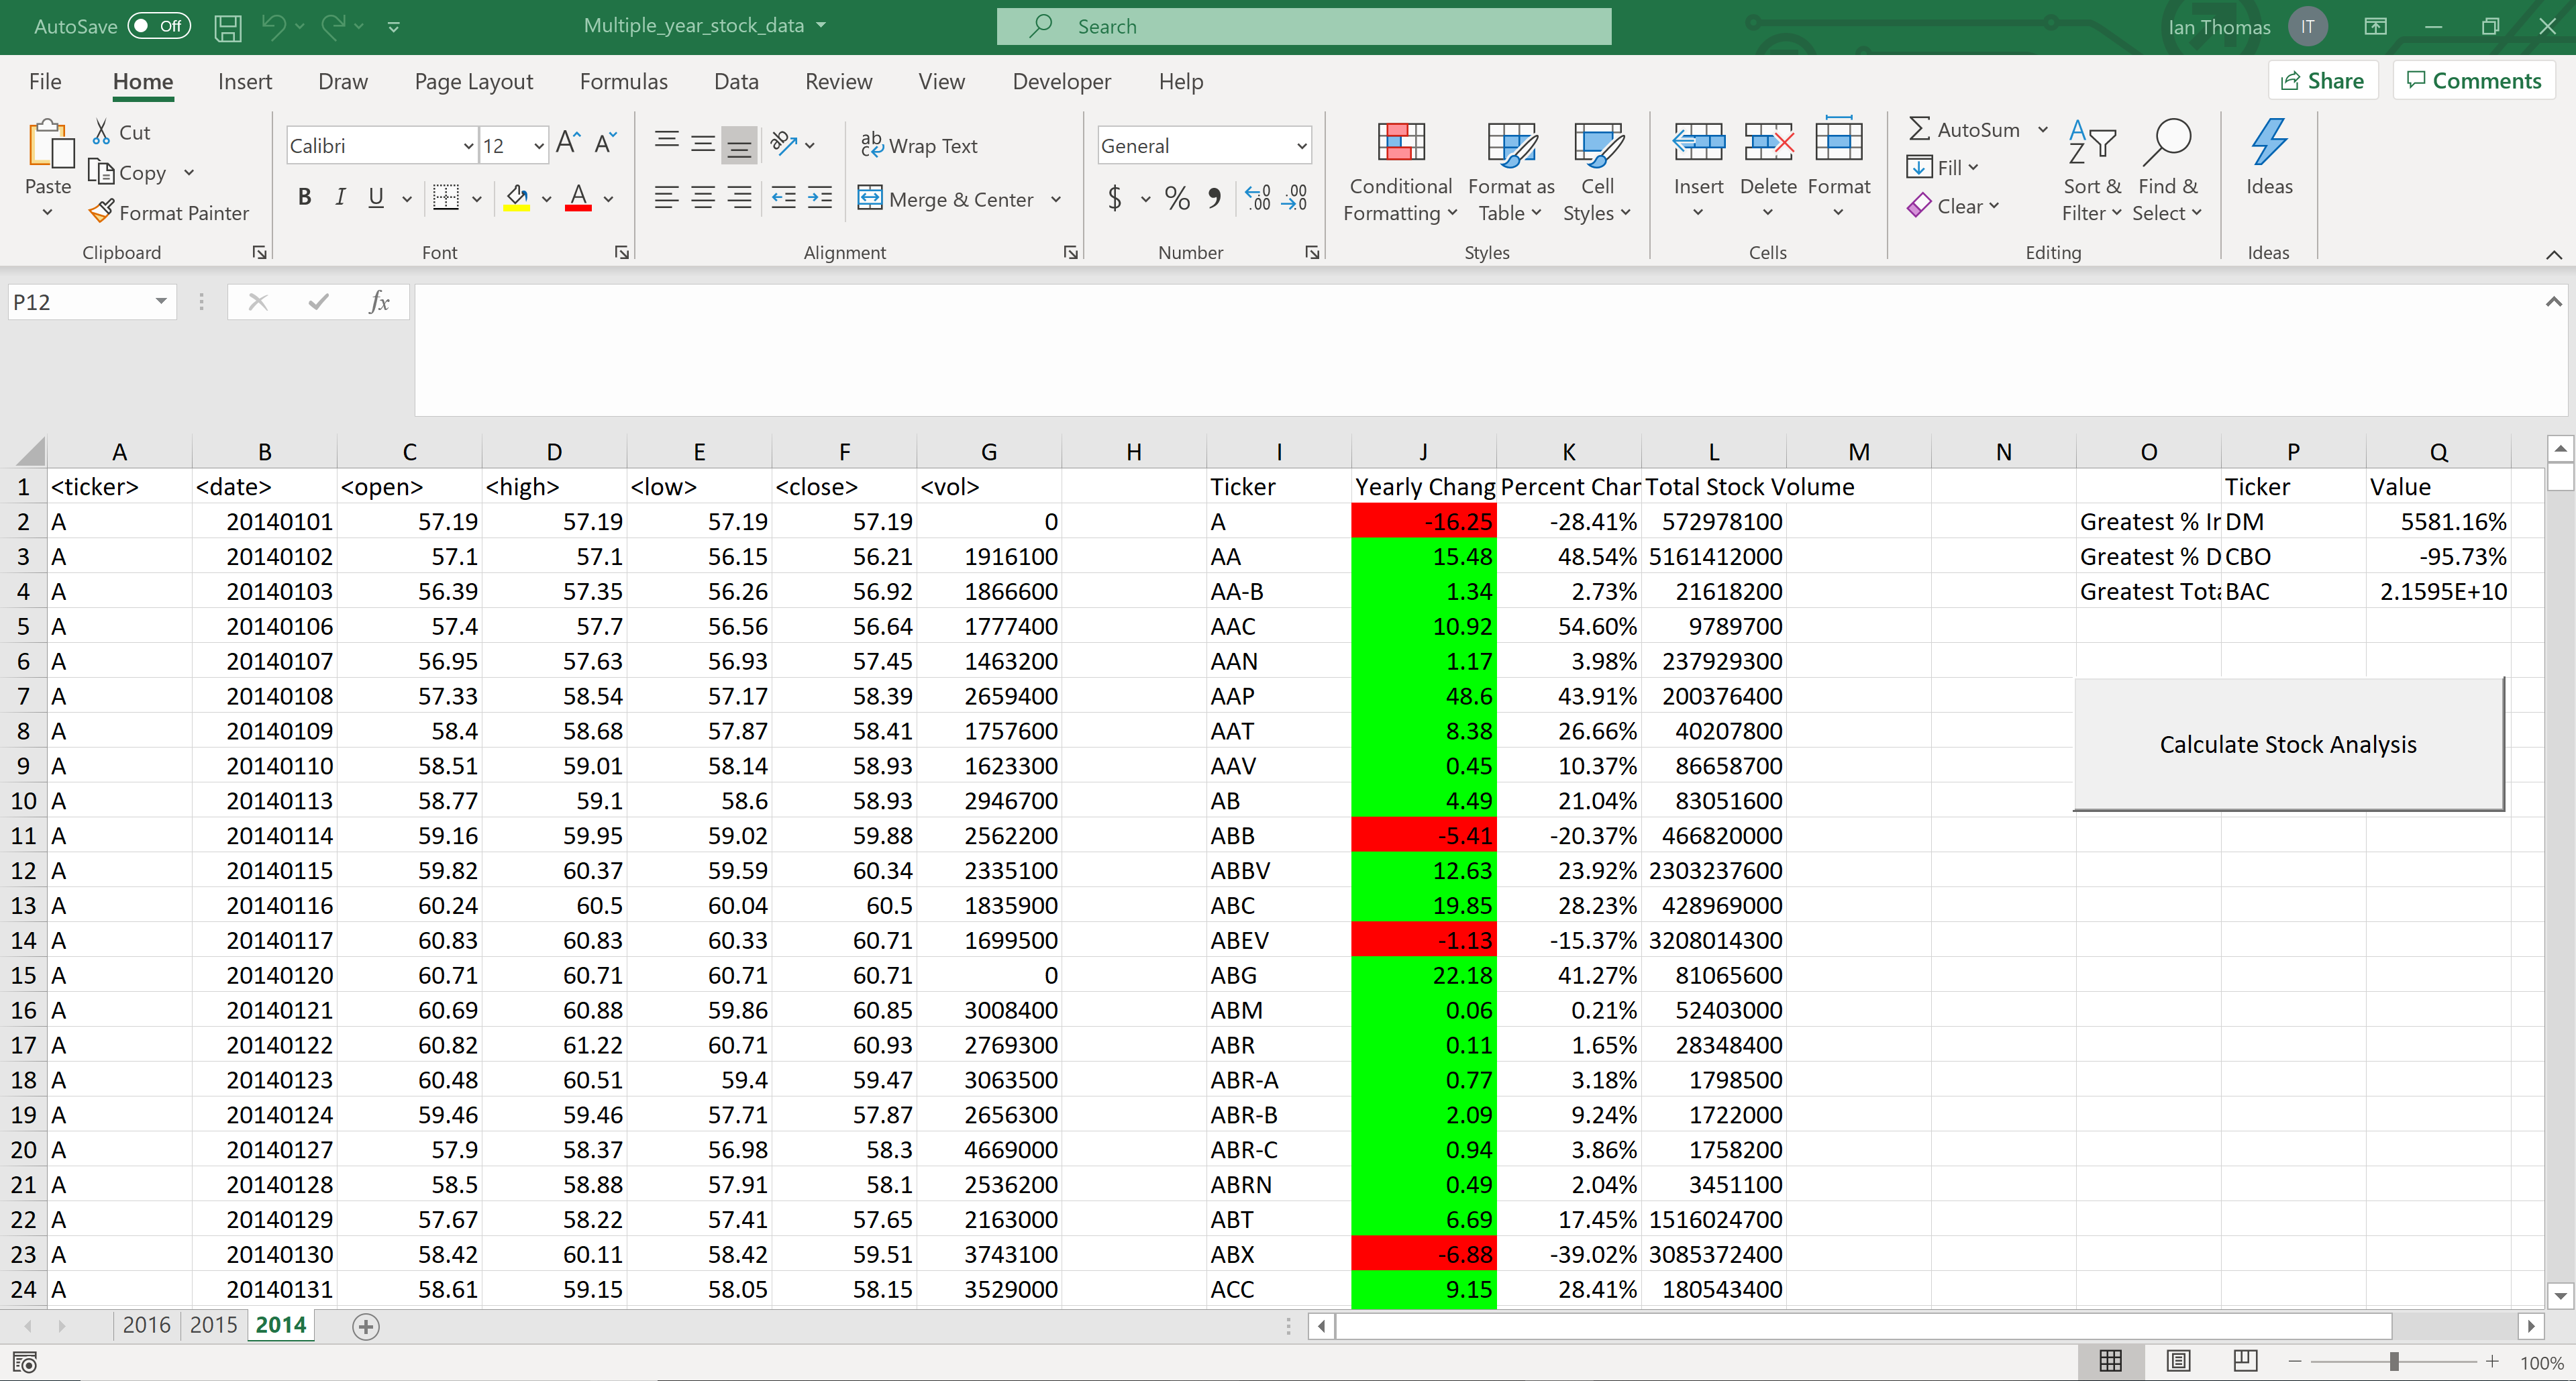 AutoSave Off Multiple_year_stock_data Search Ian Thomas IT
File Home Insert Draw Page Layout Formulas Data Review View Developer Help Share Comments
Paste Cut Copy Format Painter Clipboard
Calibri 12 B I U A Font
Wrap Text Merge & Center Alignment
General $ % Number
Conditional Formatting Format as Table Cell Styles Styles
Insert Delete Format Cells
AutoSum Fill Clear Sort & Filter Find & Select Editing
Ideas Ideas
P12 fx
A B C D E F G H I J K L M N O P Q
1 <ticker> <date> <open> <high> <low> <close> <vol> Ticker Yearly Chang Percent Char Total Stock Volume Ticker Value
2 A 20140101 57.19 57.19 57.19 57.19 0 A -16.25 -28.41% 572978100 Greatest % Ir DM 5581.16%
3 A 20140102 57.1 57.1 56.15 56.21 1916100 AA 15.48 48.54% 5161412000 Greatest % D CBO -95.73%
4 A 20140103 56.39 57.35 56.26 56.92 1866600 AA-B 1.34 2.73% 21618200 Greatest Tota BAC 2.1595E+10
5 A 20140106 57.4 57.7 56.56 56.64 1777400 AAC 10.92 54.60% 9789700
6 A 20140107 56.95 57.63 56.93 57.45 1463200 AAN 1.17 3.98% 237929300
7 A 20140108 57.33 58.54 57.17 58.39 2659400 AAP 48.6 43.91% 200376400
8 A 20140109 58.4 58.68 57.87 58.41 1757600 AAT 8.38 26.66% 40207800
Calculate Stock Analysis
9 A 20140110 58.51 59.01 58.14 58.93 1623300 AAV 0.45 10.37% 86658700
10 A 20140113 58.77 59.1 58.6 58.93 2946700 AB 4.49 21.04% 83051600
11 A 20140114 59.16 59.95 59.02 59.88 2562200 ABB -5.41 -20.37% 466820000
12 A 20140115 59.82 60.37 59.59 60.34 2335100 ABBV 12.63 23.92% 2303237600
13 A 20140116 60.24 60.5 60.04 60.5 1835900 ABC 19.85 28.23% 428969000
14 A 20140117 60.83 60.83 60.33 60.71 1699500 ABEV -1.13 -15.37% 3208014300
15 A 20140120 60.71 60.71 60.71 60.71 0 ABG 22.18 41.27% 81065600
16 A 20140121 60.69 60.88 59.86 60.85 3008400 ABM 0.06 0.21% 52403000
17 A 20140122 60.82 61.22 60.71 60.93 2769300 ABR 0.11 1.65% 28348400
18 A 20140123 60.48 60.51 59.4 59.47 3063500 ABR-A 0.77 3.18% 1798500
19 A 20140124 59.46 59.46 57.71 57.87 2656300 ABR-B 2.09 9.24% 1722000
20 A 20140127 57.9 58.37 56.98 58.3 4669000 ABR-C 0.94 3.86% 1758200
21 A 20140128 58.5 58.88 57.91 58.1 2536200 ABRN 0.49 2.04% 3451100
22 A 20140129 57.67 58.22 57.41 57.65 2163000 ABT 6.69 17.45% 1516024700
23 A 20140130 58.42 60.11 58.42 59.51 3743100 ABX -6.88 -39.02% 3085372400
24 A 20140131 58.61 59.15 58.05 58.15 3529000 ACC 9.15 28.41% 180543400
2016 2015 2014
100%